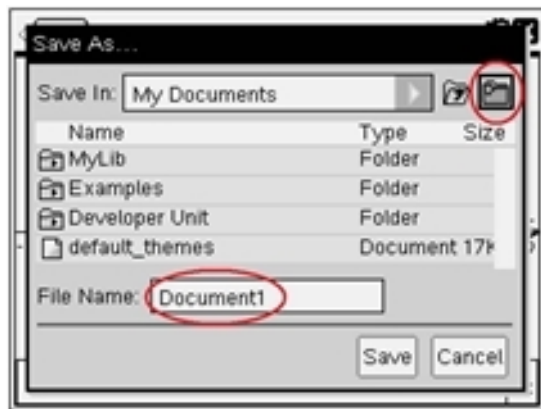 Save As...
Save In: My Documents
Name Type Size
MyLib Folder
Examples Folder
Developer Unit Folder
default_themes Document 17K
File Name: Document1
Save Cancel